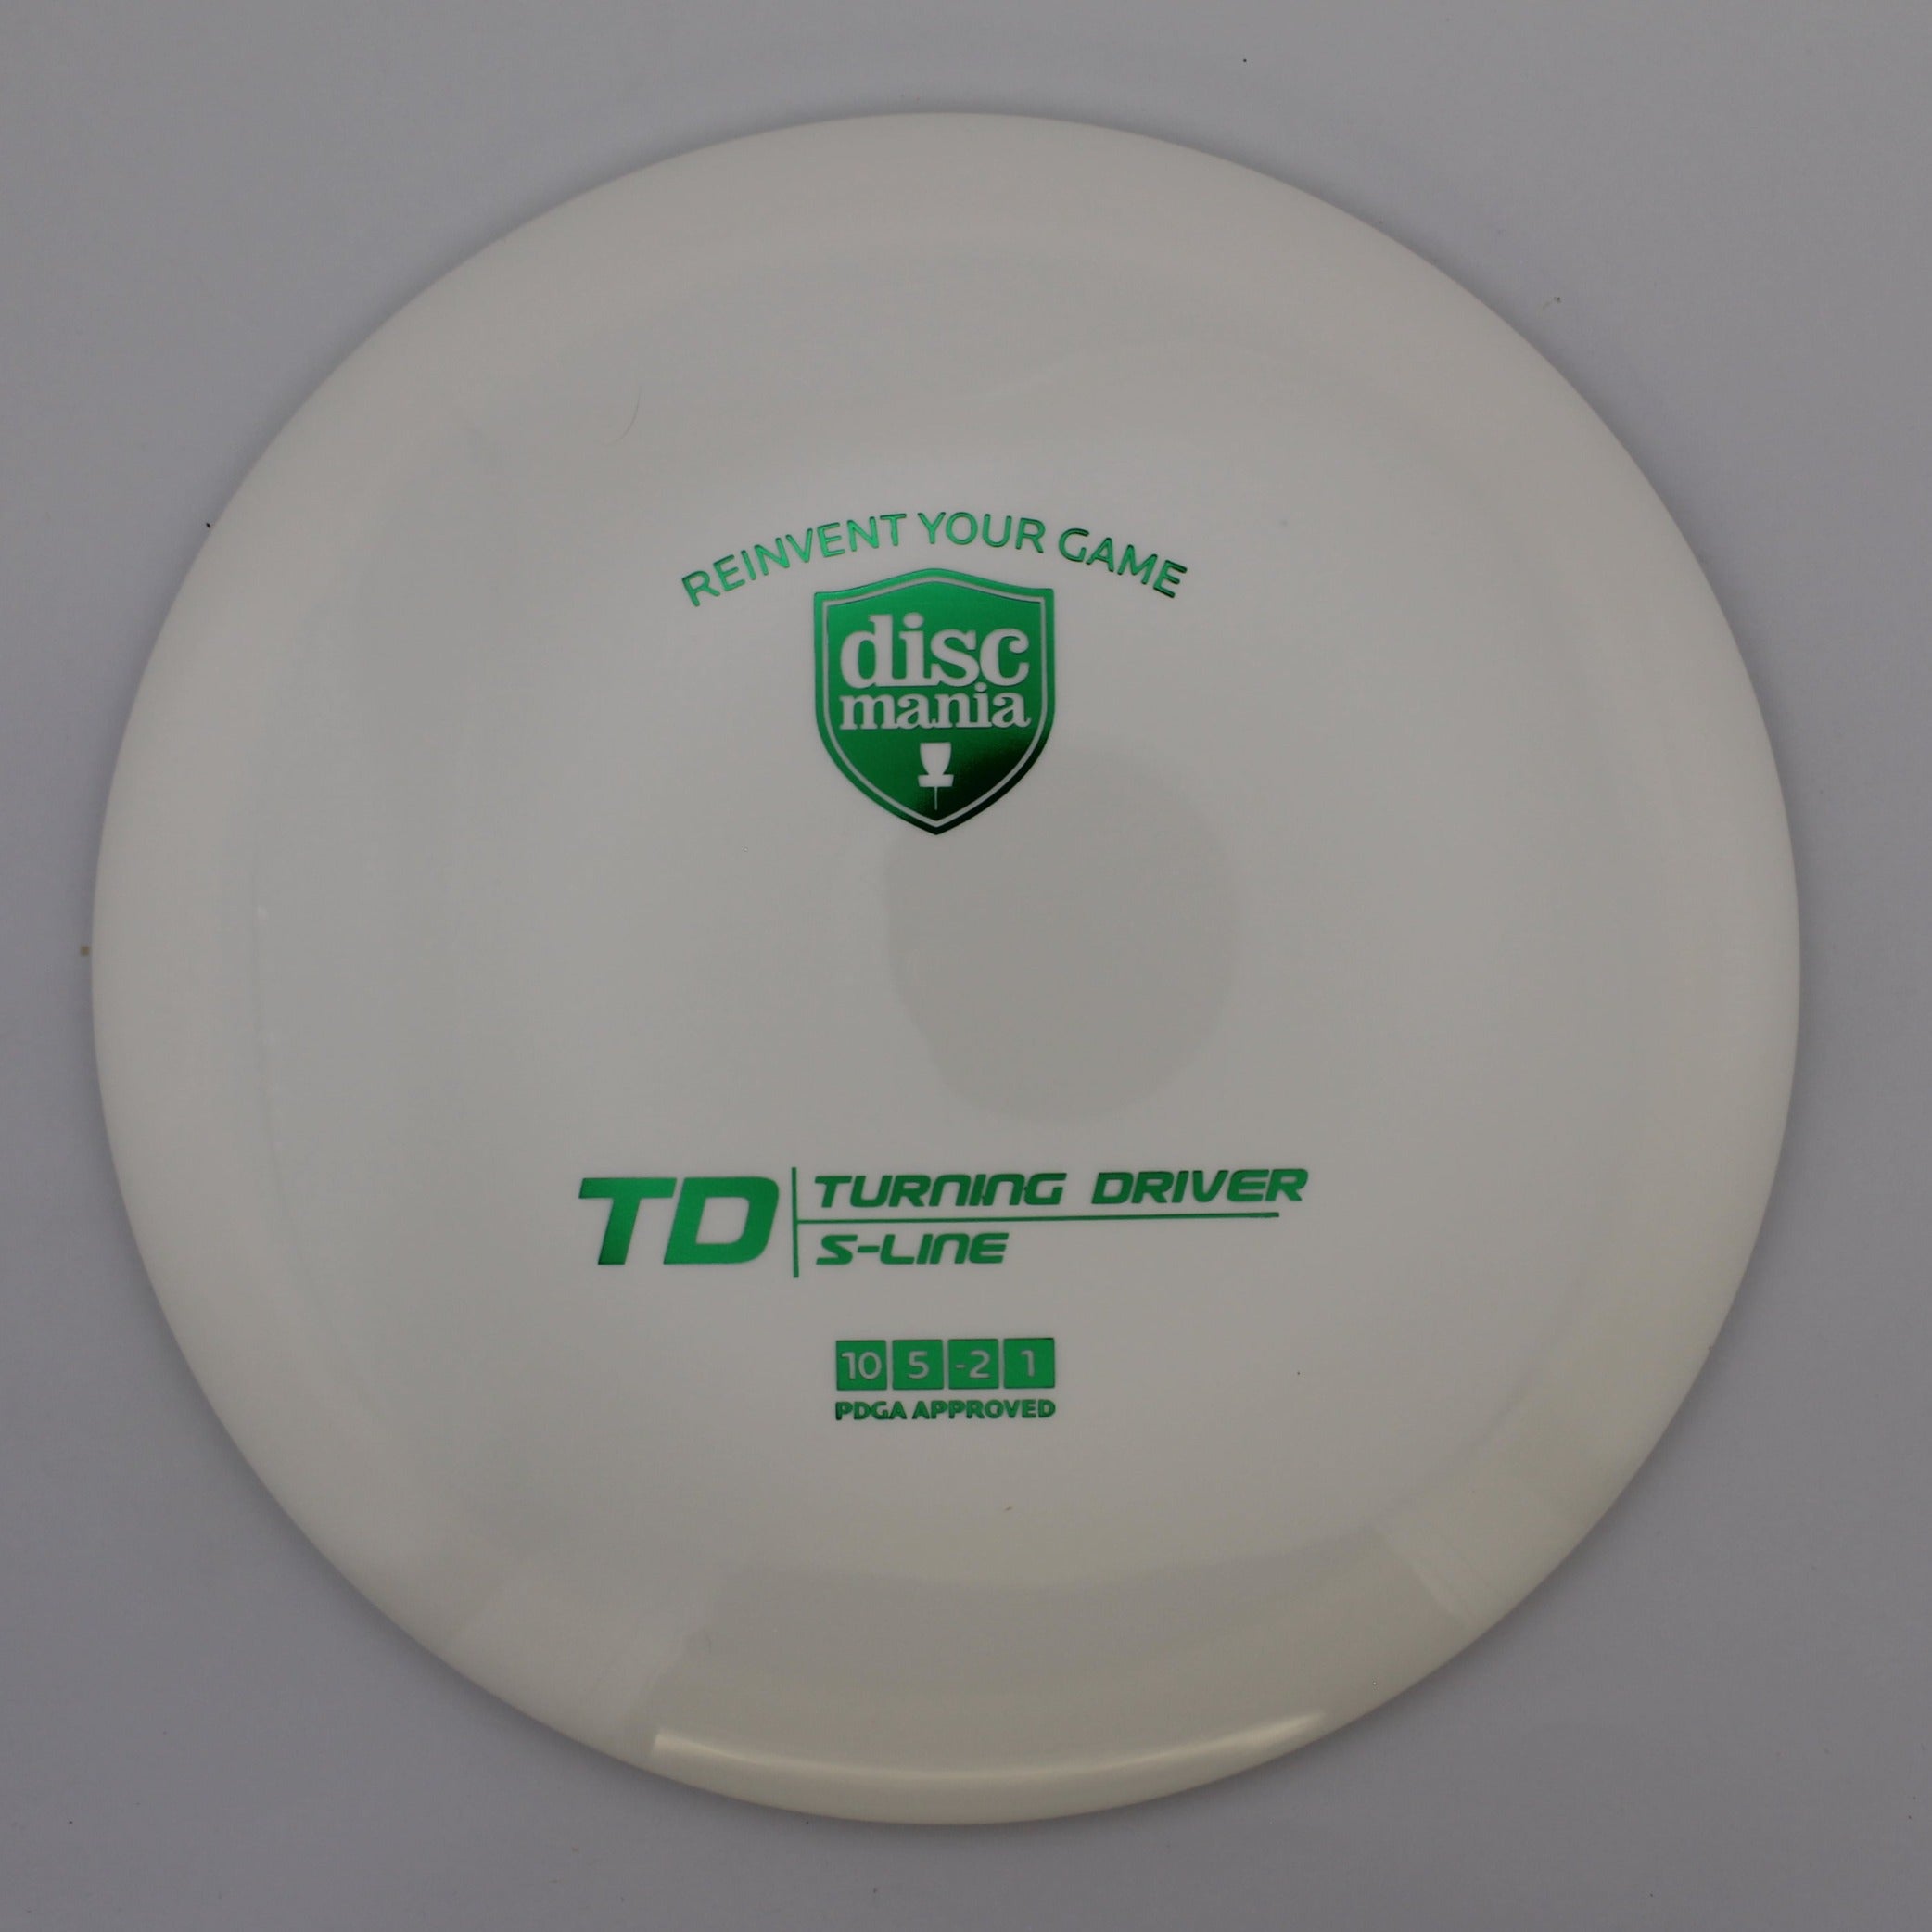 REINVENT YOUR GAME
disc
mania
TD
TURNING DRIVER
S-LINE
10 5 -2 1
PDGA APPROVED